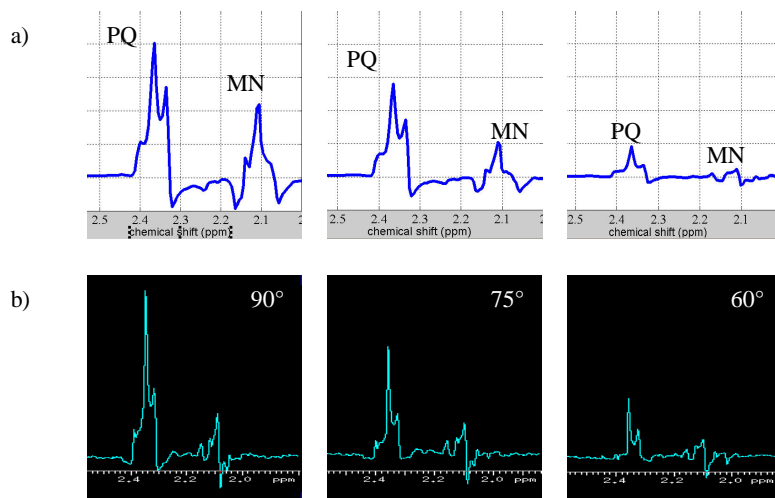 a)
PQ
MN
2.5 2.4 2.3 2.2 2.1 2
chemical shift (ppm)
PQ
MN
2.5 2.4 2.3 2.2 2.1
chemical shift (ppm)
PQ
MN
2.5 2.4 2.3 2.2 2.1
chemical shift (ppm)
b)
90°
2.4 2.2 2.0 ppm
75°
2.4 2.2 2.0 ppm
60°
2.4 2.2 2.0 ppm